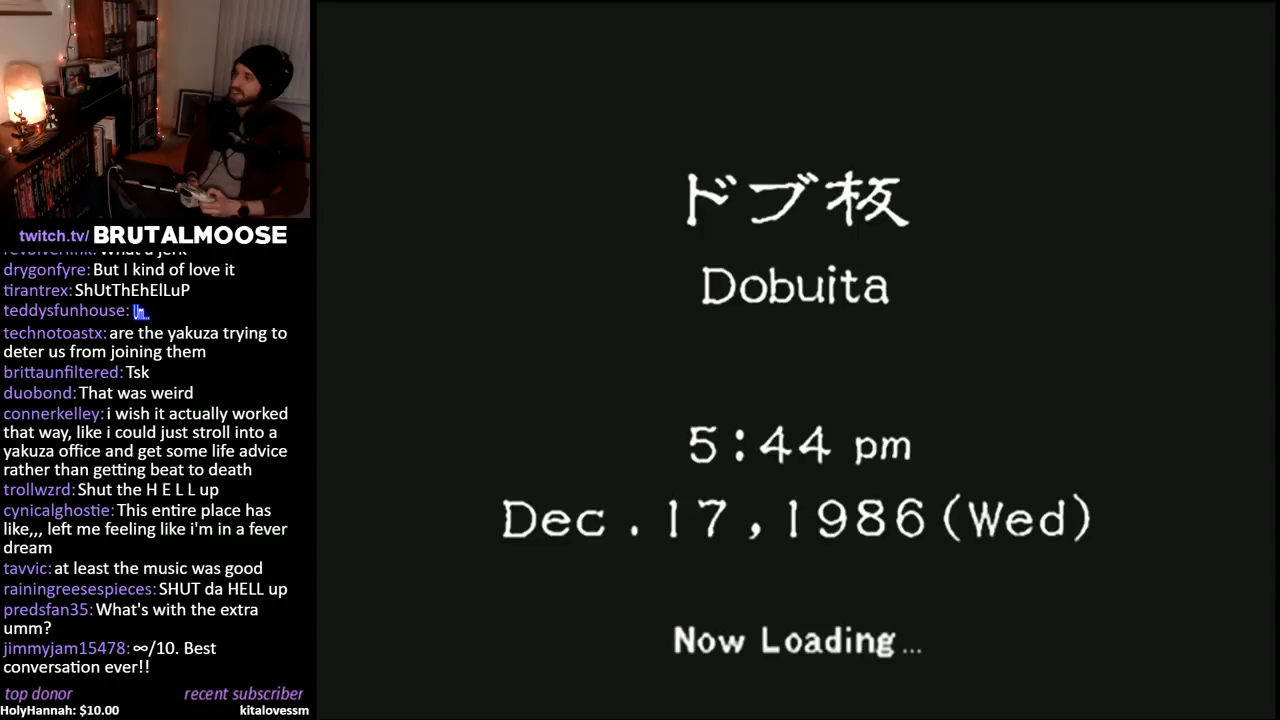 twitch.tv/ BRUTALMOOSE
What a jerk
drygonfyre: But I kind of love it
tirantrex: ShUtThEhElLuP
teddysfunhouse: Um...
technotoastx: are the yakuza trying to
deter us from joining them
brittaunfiltered: Tsk
duobond: That was weird
connerkelley: i wish it actually worked
that way, like i could just stroll into a
yakuza office and get some life advice
rather than getting beat to death
trollwzrd: Shut the H E L L up
cynicalghostie: This entire place has
like,,, left me feeling like i'm in a fever
dream
tavvic: at least the music was good
rainingreesespieces: SHUT da HELL up
predsfan35: What's with the extra
umm?
jimmyjam15478: ∞/10. Best
conversation ever!!
top donor recent subscriber
HolyHannah: $10.00 kitalovessm
ドブ板
Dobuita
5:44 pm
Dec.17,1986(Wed)
Now Loading...